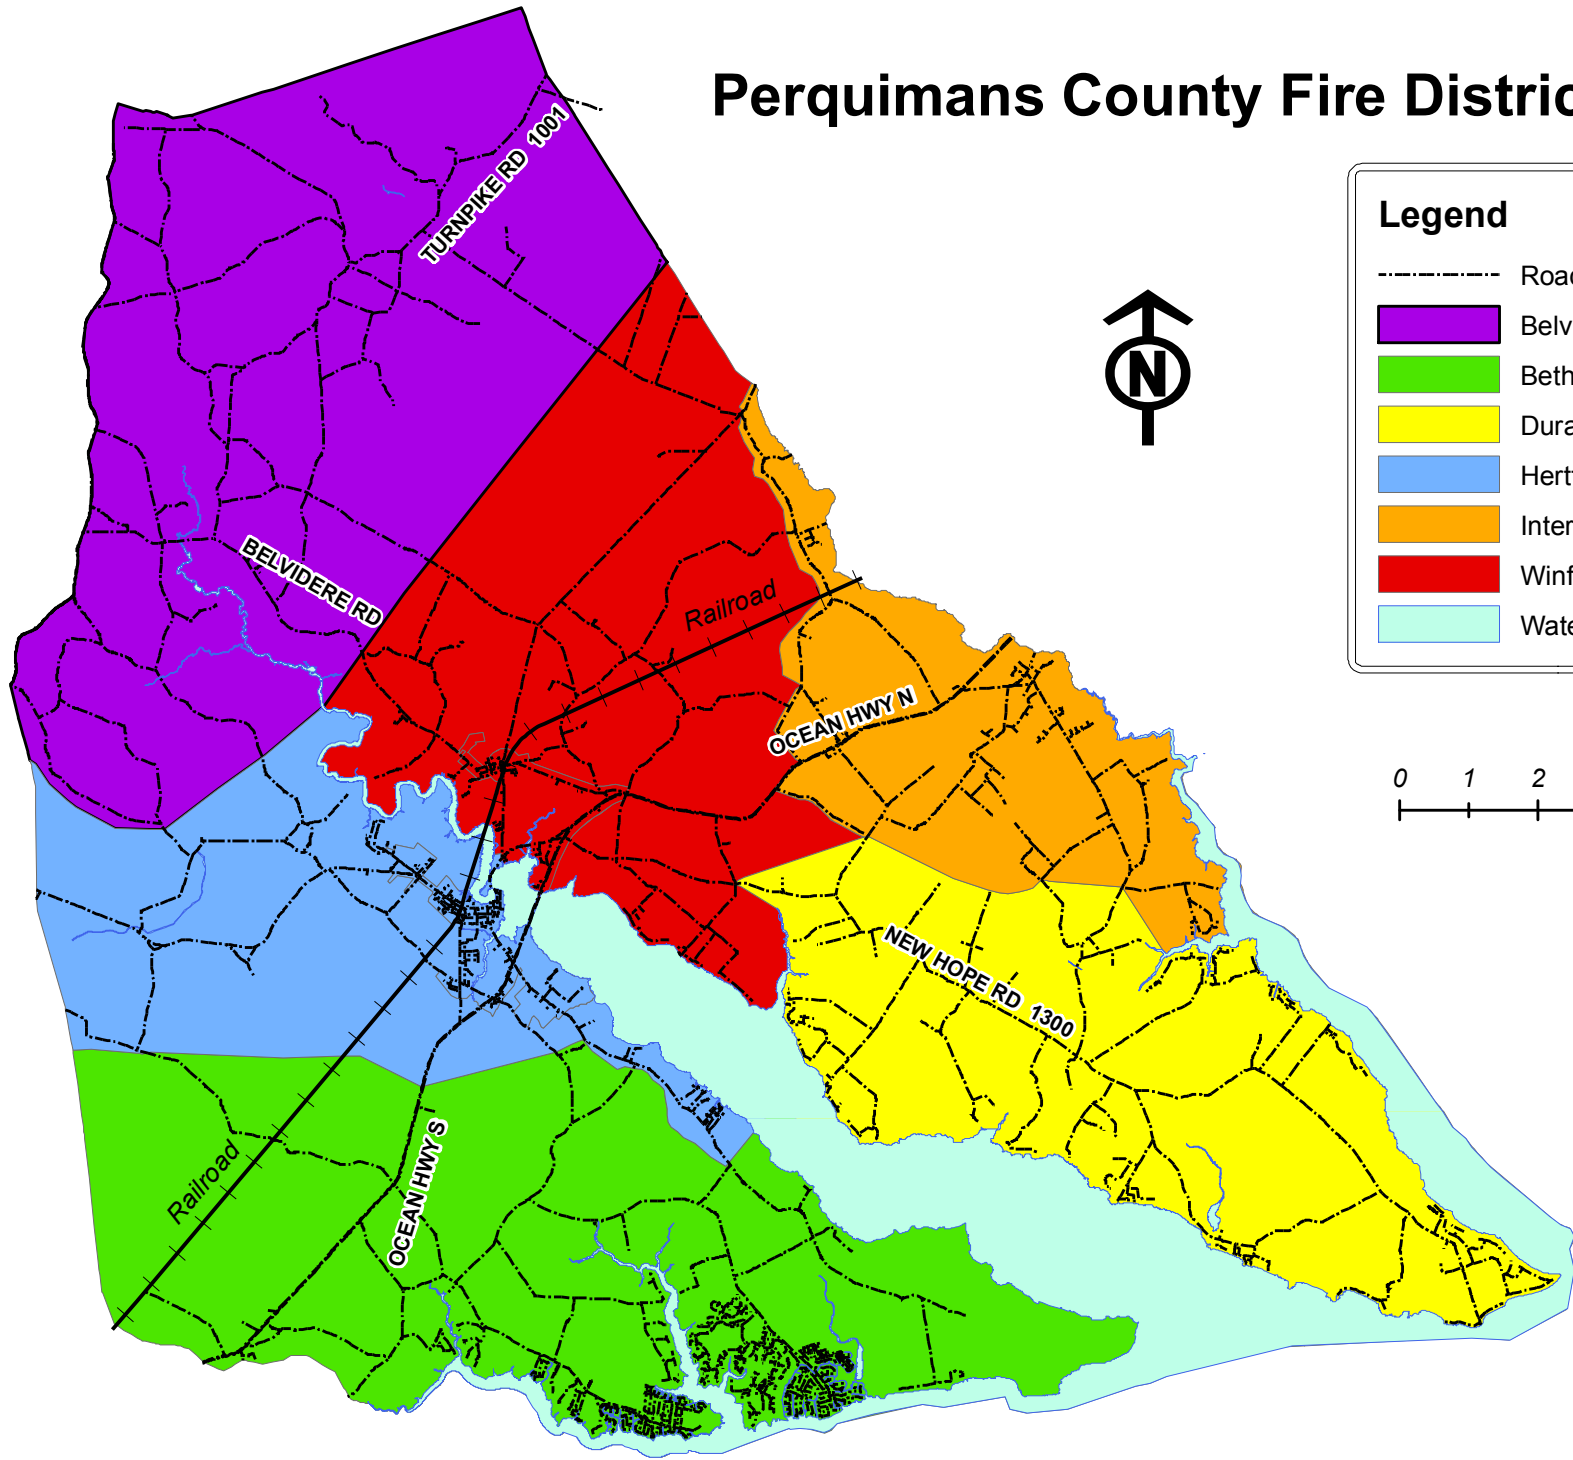 Perquimans County Fire Distric
Legend
Roa
Belv
Beth
Dura
Hertf
Inter
Winf
Wate
N
0 1 2
TURNPIKE RD 1001
BELVIDERE RD
Railroad
OCEAN HWY N
NEW HOPE RD 1300
OCEAN HWY S
Railroad